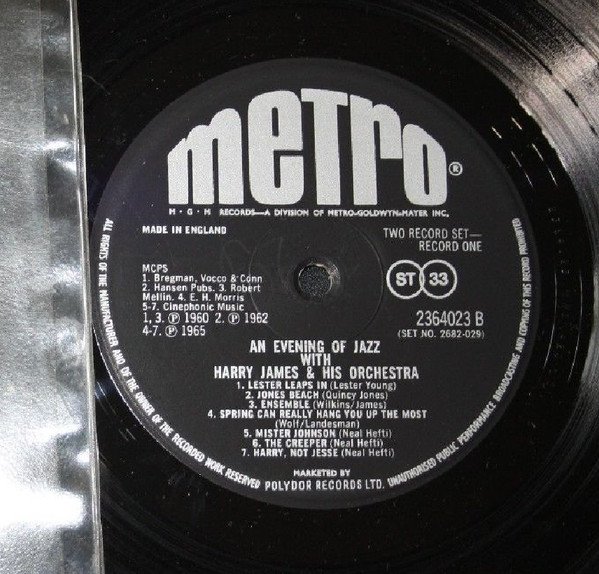 metro®
M-G-M RECORDS—A DIVISION OF METRO-GOLDWYN-MAYER INC.
MADE IN ENGLAND
TWO RECORD SET—
RECORD ONE
MCPS
1. Bregman, Vocco & Conn
2. Hansen Pubs. 3. Robert
Mellin. 4. E. H. Morris
5-7. Cinephonic Music
1, 3. ℗ 1960 2. ℗ 1962
4-7. ℗ 1965
ST 33
2364023 B
(SET NO. 2682-029)
AN EVENING OF JAZZ
WITH
HARRY JAMES & HIS ORCHESTRA
1. LESTER LEAPS IN (Lester Young)
2. JONES BEACH (Quincy Jones)
3. ENSEMBLE (Wilkins/James)
4. SPRING CAN REALLY HANG YOU UP THE MOST
(Wolf/Landesman)
5. MISTER JOHNSON (Neal Hefti)
6. THE CREEPER (Neal Hefti)
7. HARRY, NOT JESSE (Neal Hefti)
MARKETED BY
POLYDOR RECORDS LTD.
ALL RIGHTS OF THE MANUFACTURER AND OF THE OWNER OF THE RECORDED WORK RESERVED
UNAUTHORISED PUBLIC PERFORMANCE, BROADCASTING AND COPYING OF THIS RECORD PROHIBITED